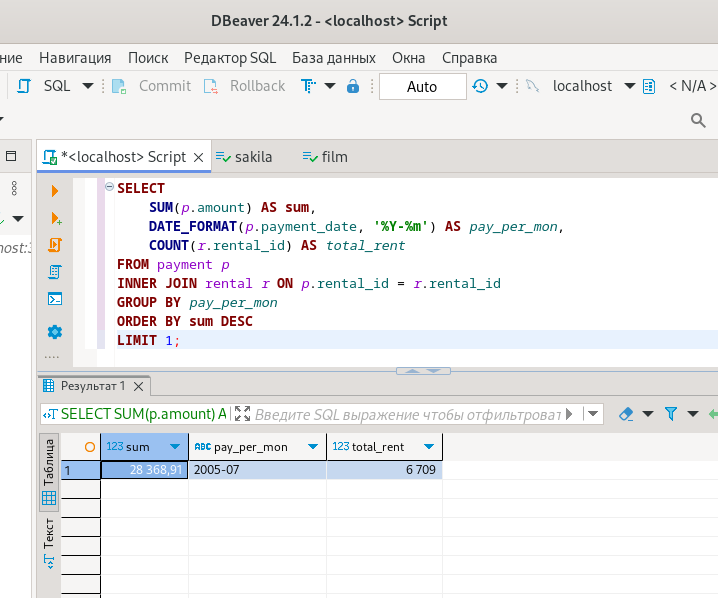 DBeaver 24.1.2 - <localhost> Script
ние Навигация Поиск Редактор SQL База данных Окна Справка
SQL Commit Rollback Auto localhost < N/A >
*<localhost> Script sakila film
SELECT
SUM(p.amount) AS sum,
DATE_FORMAT(p.payment_date, '%Y-%m') AS pay_per_mon,
COUNT(r.rental_id) AS total_rent
FROM payment p
INNER JOIN rental r ON p.rental_id = r.rental_id
GROUP BY pay_per_mon
ORDER BY sum DESC
LIMIT 1;
Результат 1
SELECT SUM(p.amount) A Введите SQL выражение чтобы отфильтроват
Таблица
Текст
123 sum ABC pay_per_mon 123 total_rent
1 28 368,91 2005-07 6 709